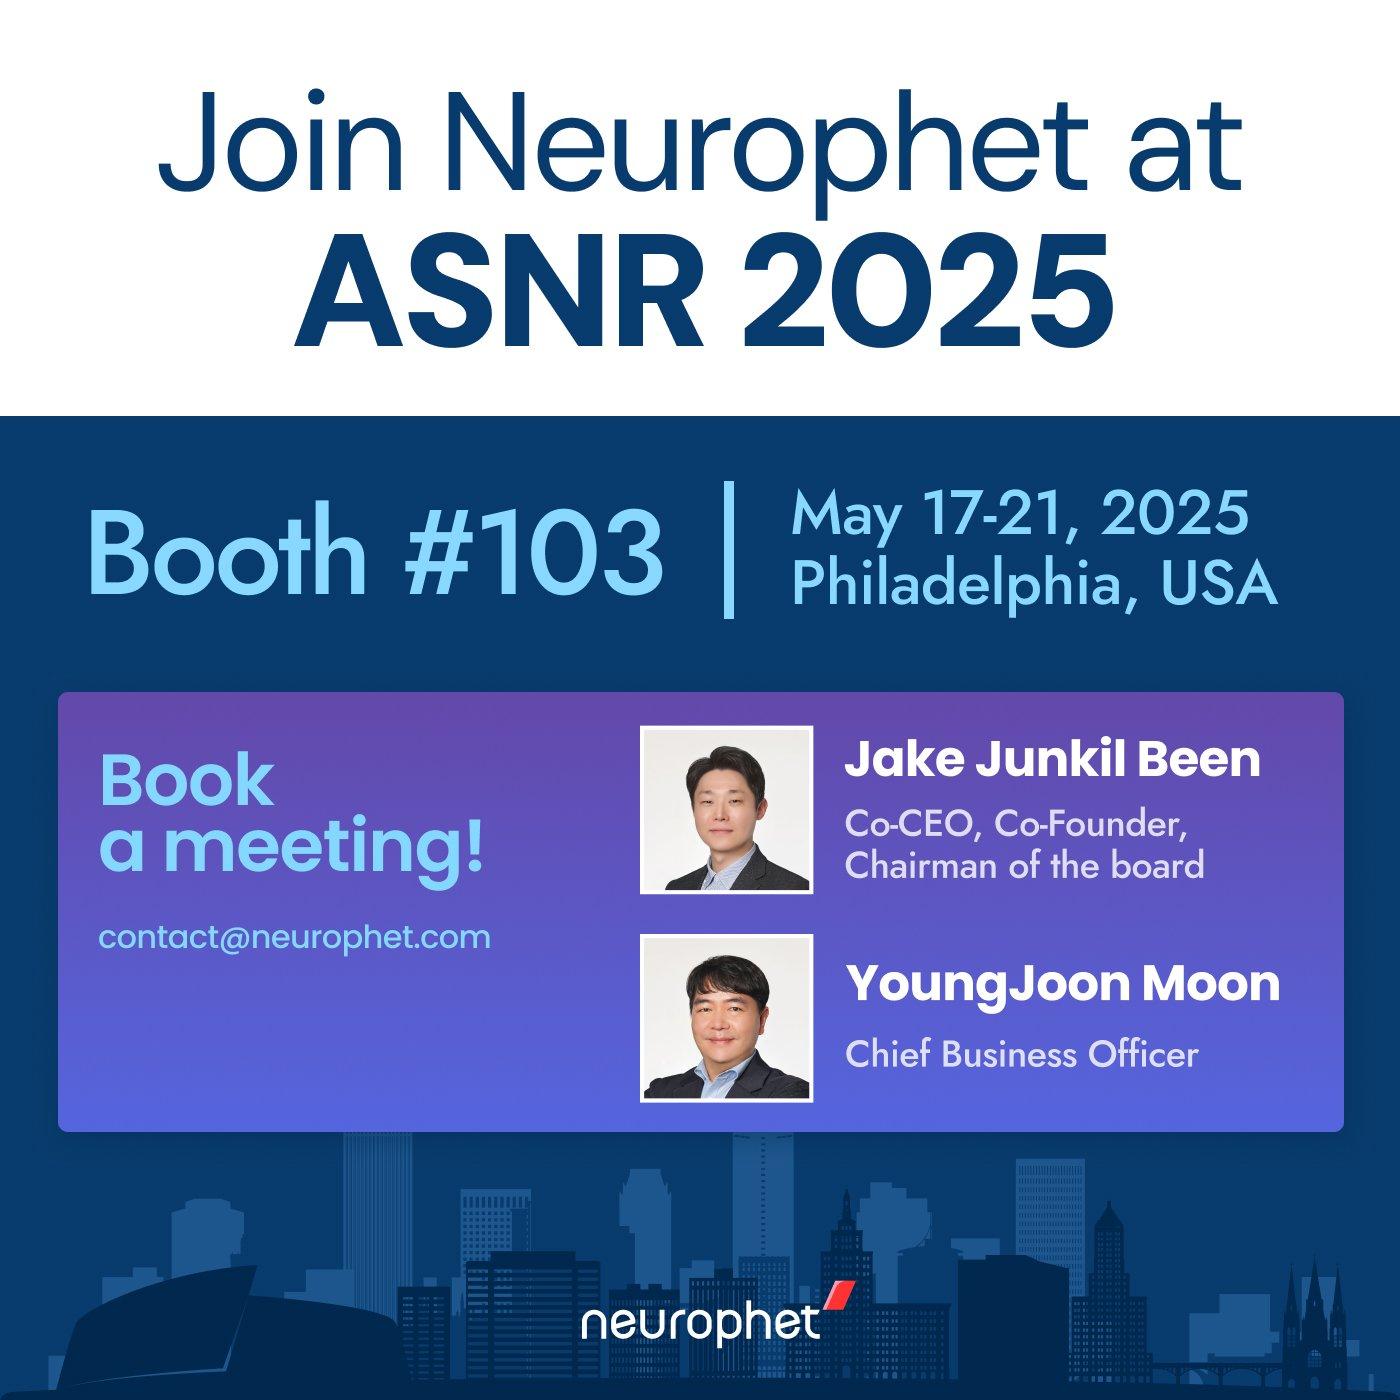 Join Neurophet at
ASNR 2025
Booth #103
May 17-21, 2025
Philadelphia, USA
Book
a meeting!
contact@neurophet.com
Jake Junkil Been
Co-CEO, Co-Founder,
Chairman of the board
YoungJoon Moon
Chief Business Officer
neurophet